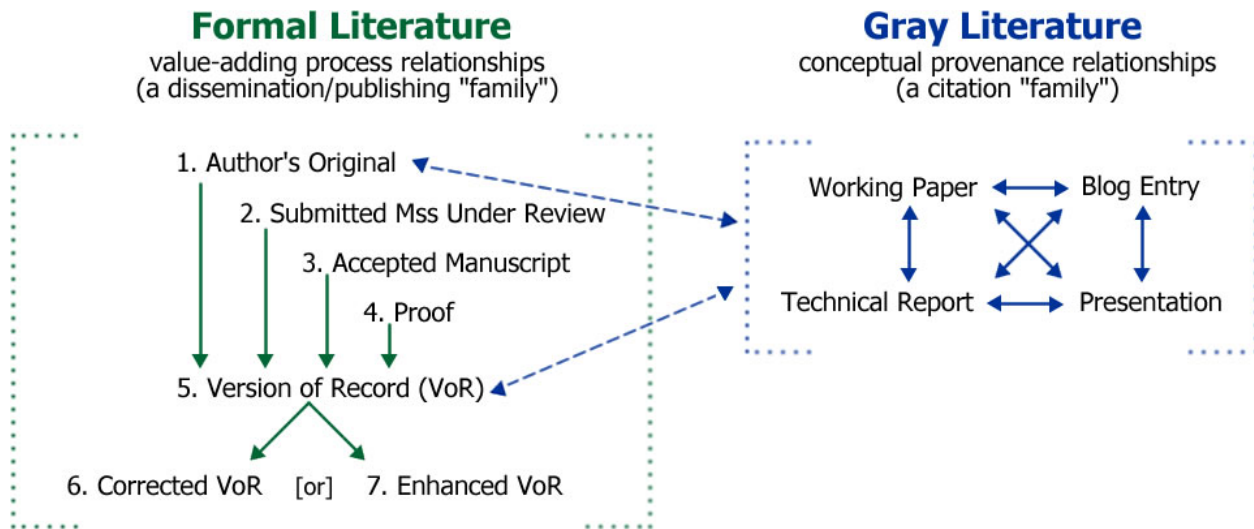 Formal Literature
value-adding process relationships
(a dissemination/publishing "family")
1. Author's Original
2. Submitted Mss Under Review
3. Accepted Manuscript
4. Proof
5. Version of Record (VoR)
6. Corrected VoR [or] 7. Enhanced VoR
Gray Literature
conceptual provenance relationships
(a citation "family")
Working Paper
Blog Entry
Technical Report
Presentation